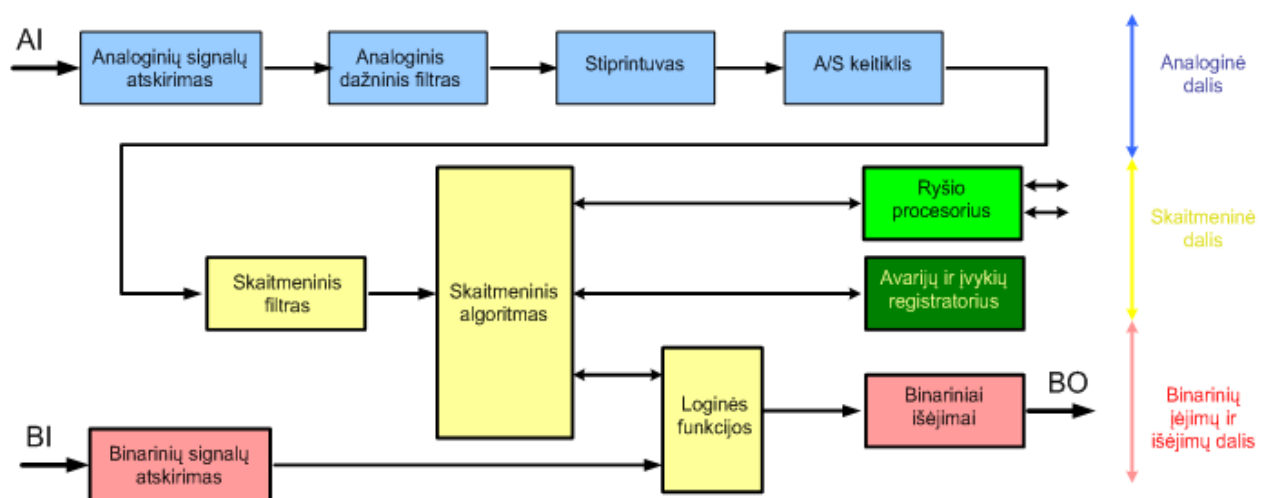 AI
Analoginių signalų
atskirimas
Analoginis
dažninis filtras
Stiprintuvas
A/S keitiklis
Analoginė
dalis
Ryšio
procesorius
Skaitmeninė
dalis
Skaitmeninis
filtras
Skaitmeninis
algoritmas
Avarijų ir įvykių
registratorius
Loginės
funkcijos
Binariniai
išėjimai
BO
Binarinių
įėjimų ir
išėjimų dalis
BI
Binarinių signalų
atskirimas